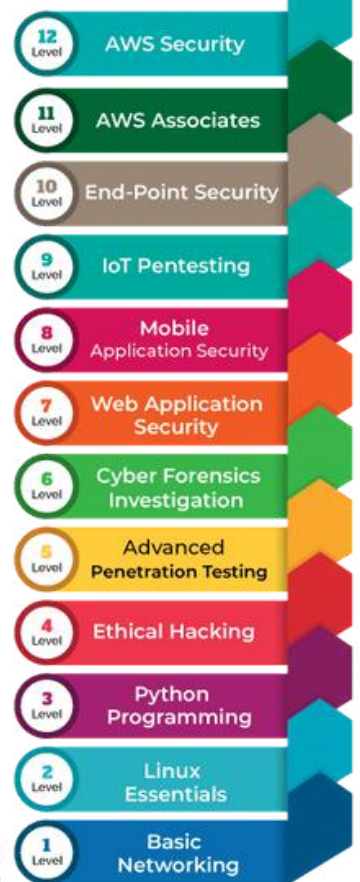 12
Level
AWS Security
11
Level
AWS Associates
10
Level
End-Point Security
9
Level
IoT Pentesting
8
Level
Mobile
Application Security
7
Level
Web Application
Security
6
Level
Cyber Forensics
Investigation
5
Level
Advanced
Penetration Testing
4
Level
Ethical Hacking
3
Level
Python
Programming
2
Level
Linux
Essentials
1
Level
Basic
Networking